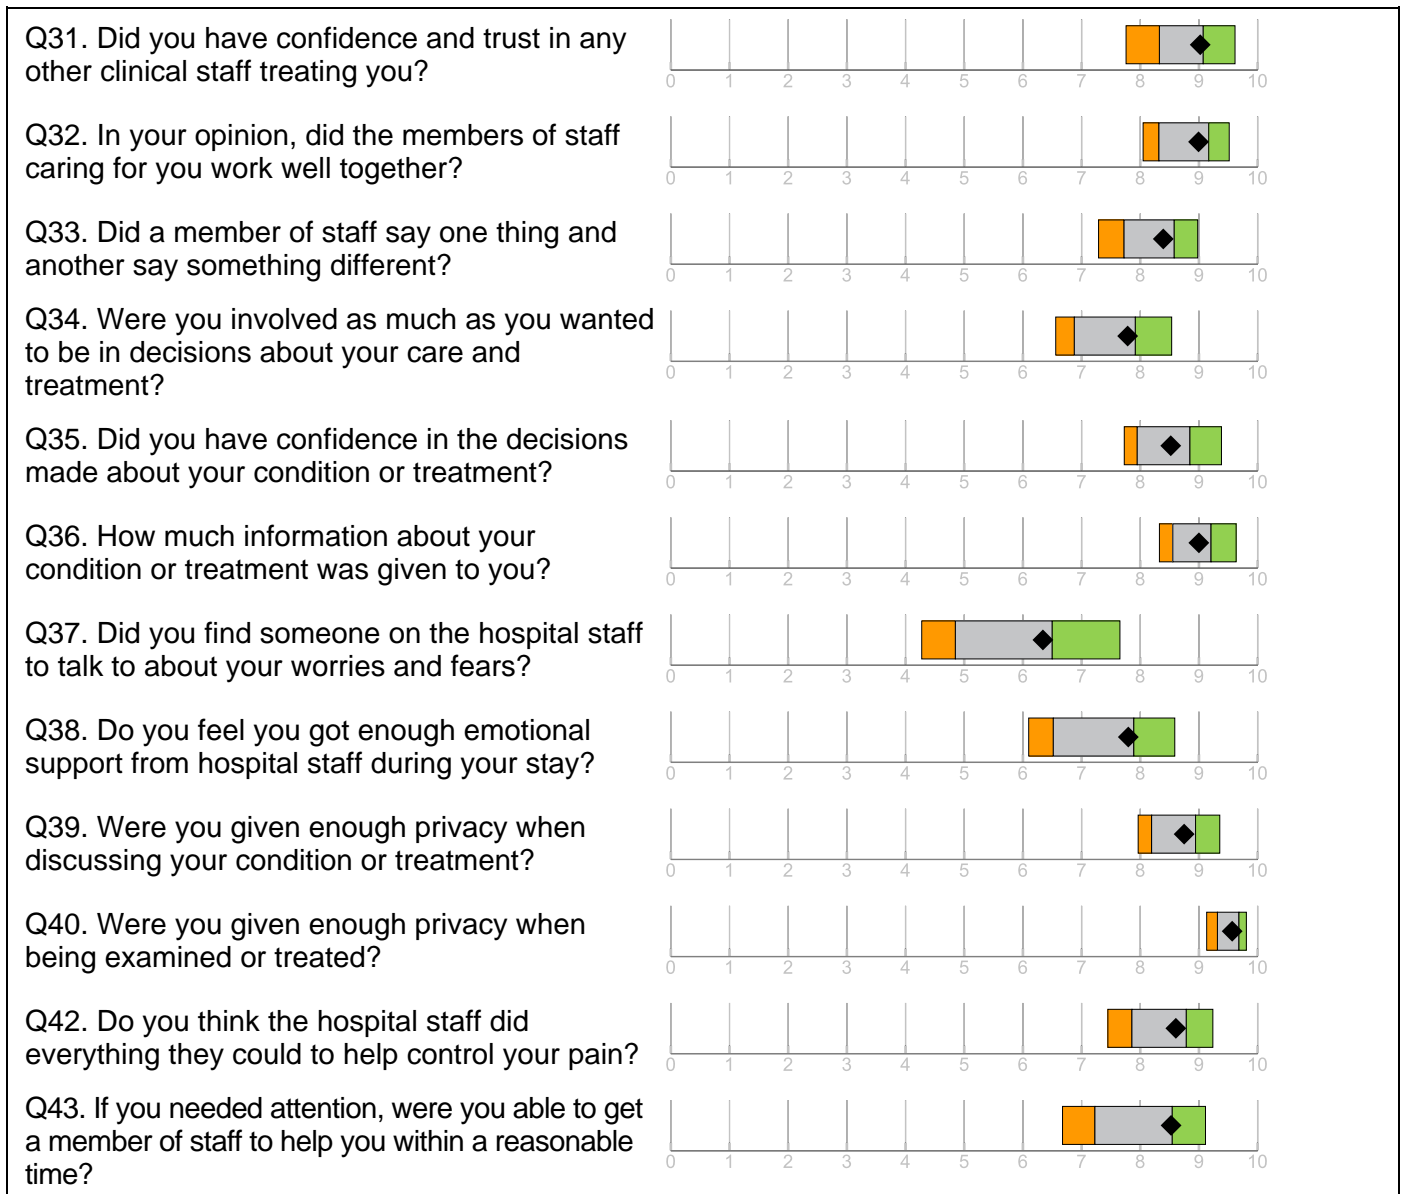 Q31. Did you have confidence and trust in any
other clinical staff treating you?
0 1 2 3 4 5 6 7 8 9 10
Q32. In your opinion, did the members of staff
caring for you work well together?
0 1 2 3 4 5 6 7 8 9 10
Q33. Did a member of staff say one thing and
another say something different?
0 1 2 3 4 5 6 7 8 9 10
Q34. Were you involved as much as you wanted
to be in decisions about your care and
treatment?
0 1 2 3 4 5 6 7 8 9 10
Q35. Did you have confidence in the decisions
made about your condition or treatment?
0 1 2 3 4 5 6 7 8 9 10
Q36. How much information about your
condition or treatment was given to you?
0 1 2 3 4 5 6 7 8 9 10
Q37. Did you find someone on the hospital staff
to talk to about your worries and fears?
0 1 2 3 4 5 6 7 8 9 10
Q38. Do you feel you got enough emotional
support from hospital staff during your stay?
0 1 2 3 4 5 6 7 8 9 10
Q39. Were you given enough privacy when
discussing your condition or treatment?
0 1 2 3 4 5 6 7 8 9 10
Q40. Were you given enough privacy when
being examined or treated?
0 1 2 3 4 5 6 7 8 9 10
Q42. Do you think the hospital staff did
everything they could to help control your pain?
0 1 2 3 4 5 6 7 8 9 10
Q43. If you needed attention, were you able to get
a member of staff to help you within a reasonable
time?
0 1 2 3 4 5 6 7 8 9 10